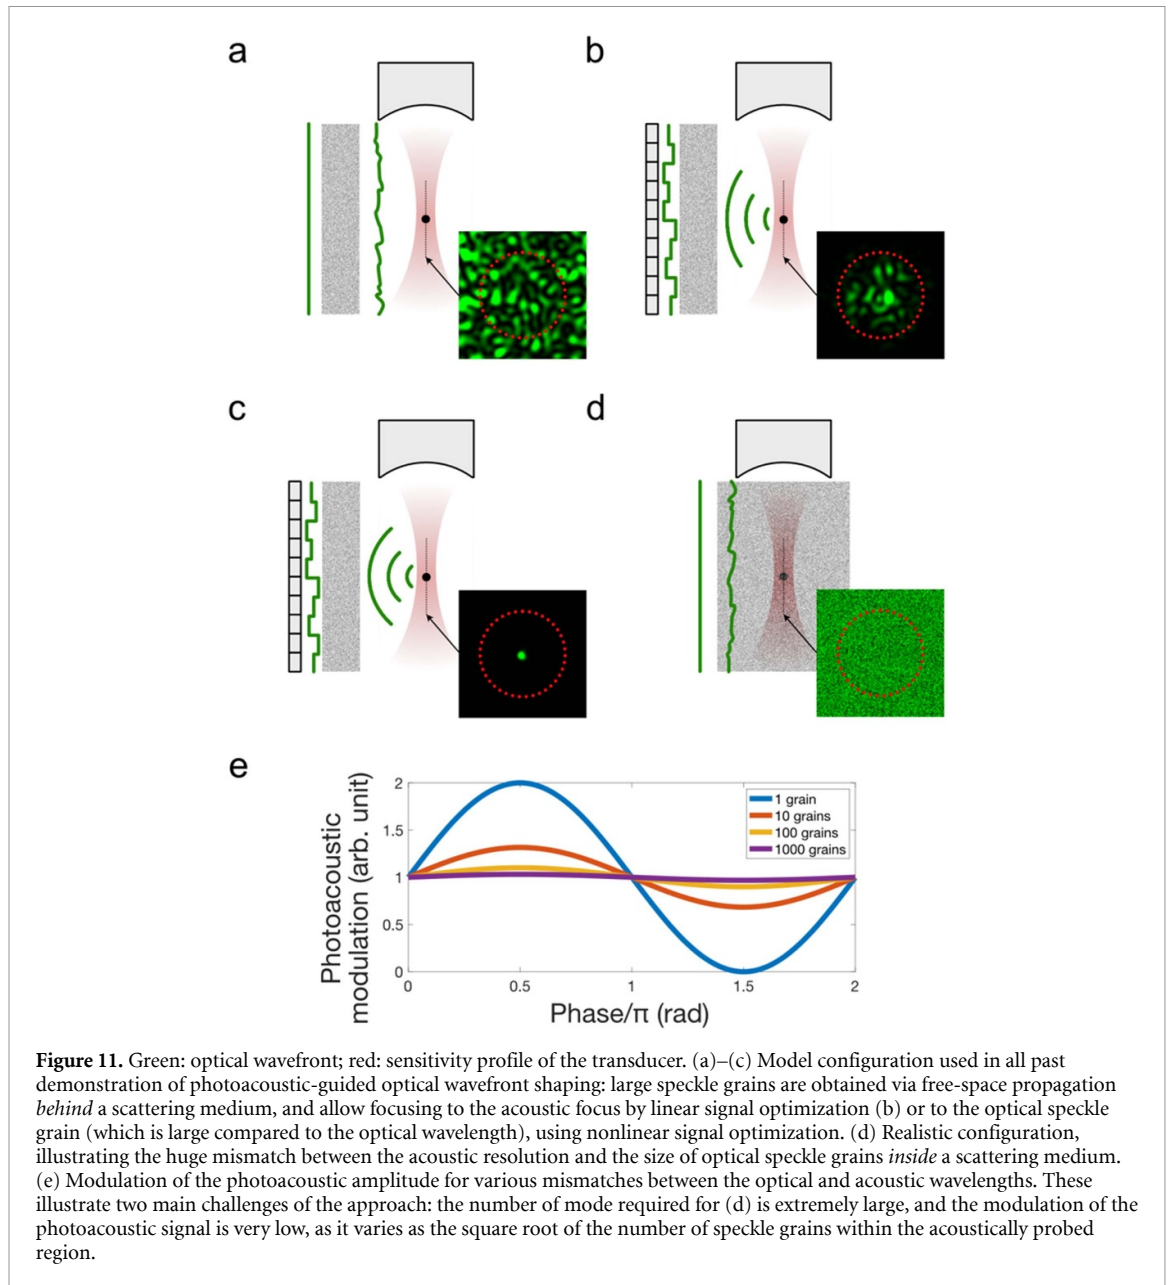 a
b
c
d
e
Photoacoustic
modulation (arb. unit)
2
1.5
1
0.5
0
1 grain
10 grains
100 grains
1000 grains
0
0.5
1
1.5
2
Phase/π (rad)
Figure 11. Green: optical wavefront; red: sensitivity profile of the transducer. (a)–(c) Model configuration used in all past
demonstration of photoacoustic-guided optical wavefront shaping: large speckle grains are obtained via free-space propagation
behind a scattering medium, and allow focusing to the acoustic focus by linear signal optimization (b) or to the optical speckle
grain (which is large compared to the optical wavelength), using nonlinear signal optimization. (d) Realistic configuration,
illustrating the huge mismatch between the acoustic resolution and the size of optical speckle grains inside a scattering medium.
(e) Modulation of the photoacoustic amplitude for various mismatches between the optical and acoustic wavelengths. These
illustrate two main challenges of the approach: the number of mode required for (d) is extremely large, and the modulation of the
photoacoustic signal is very low, as it varies as the square root of the number of speckle grains within the acoustically probed
region.